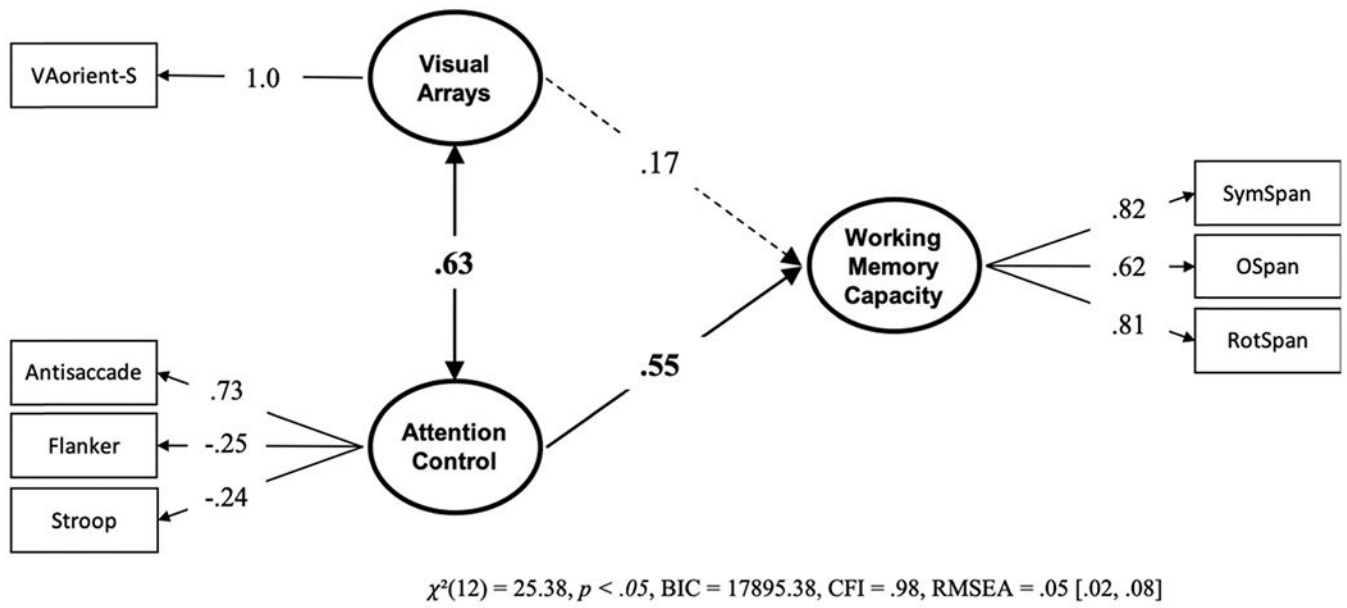 VAorient-S
1.0
Visual
Arrays
.17
.63
Antisaccade
Flanker
Stroop
.73
-.25
-.24
Attention
Control
.55
Working
Memory
Capacity
.82
.62
.81
SymSpan
OSpan
RotSpan
χ²(12) = 25.38, p < .05, BIC = 17895.38, CFI = .98, RMSEA = .05 [.02, .08]